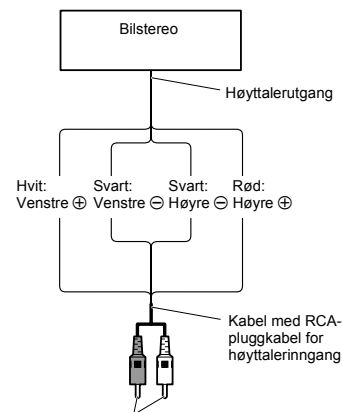 Bilstereo
Høyttalerutgang
Hvit:
Venstre ⊕
Svart:
Venstre ⊖
Svart:
Høyre ⊖
Rød:
Høyre ⊕
Kabel med RCA-
pluggkabel for
høyttalerinngang